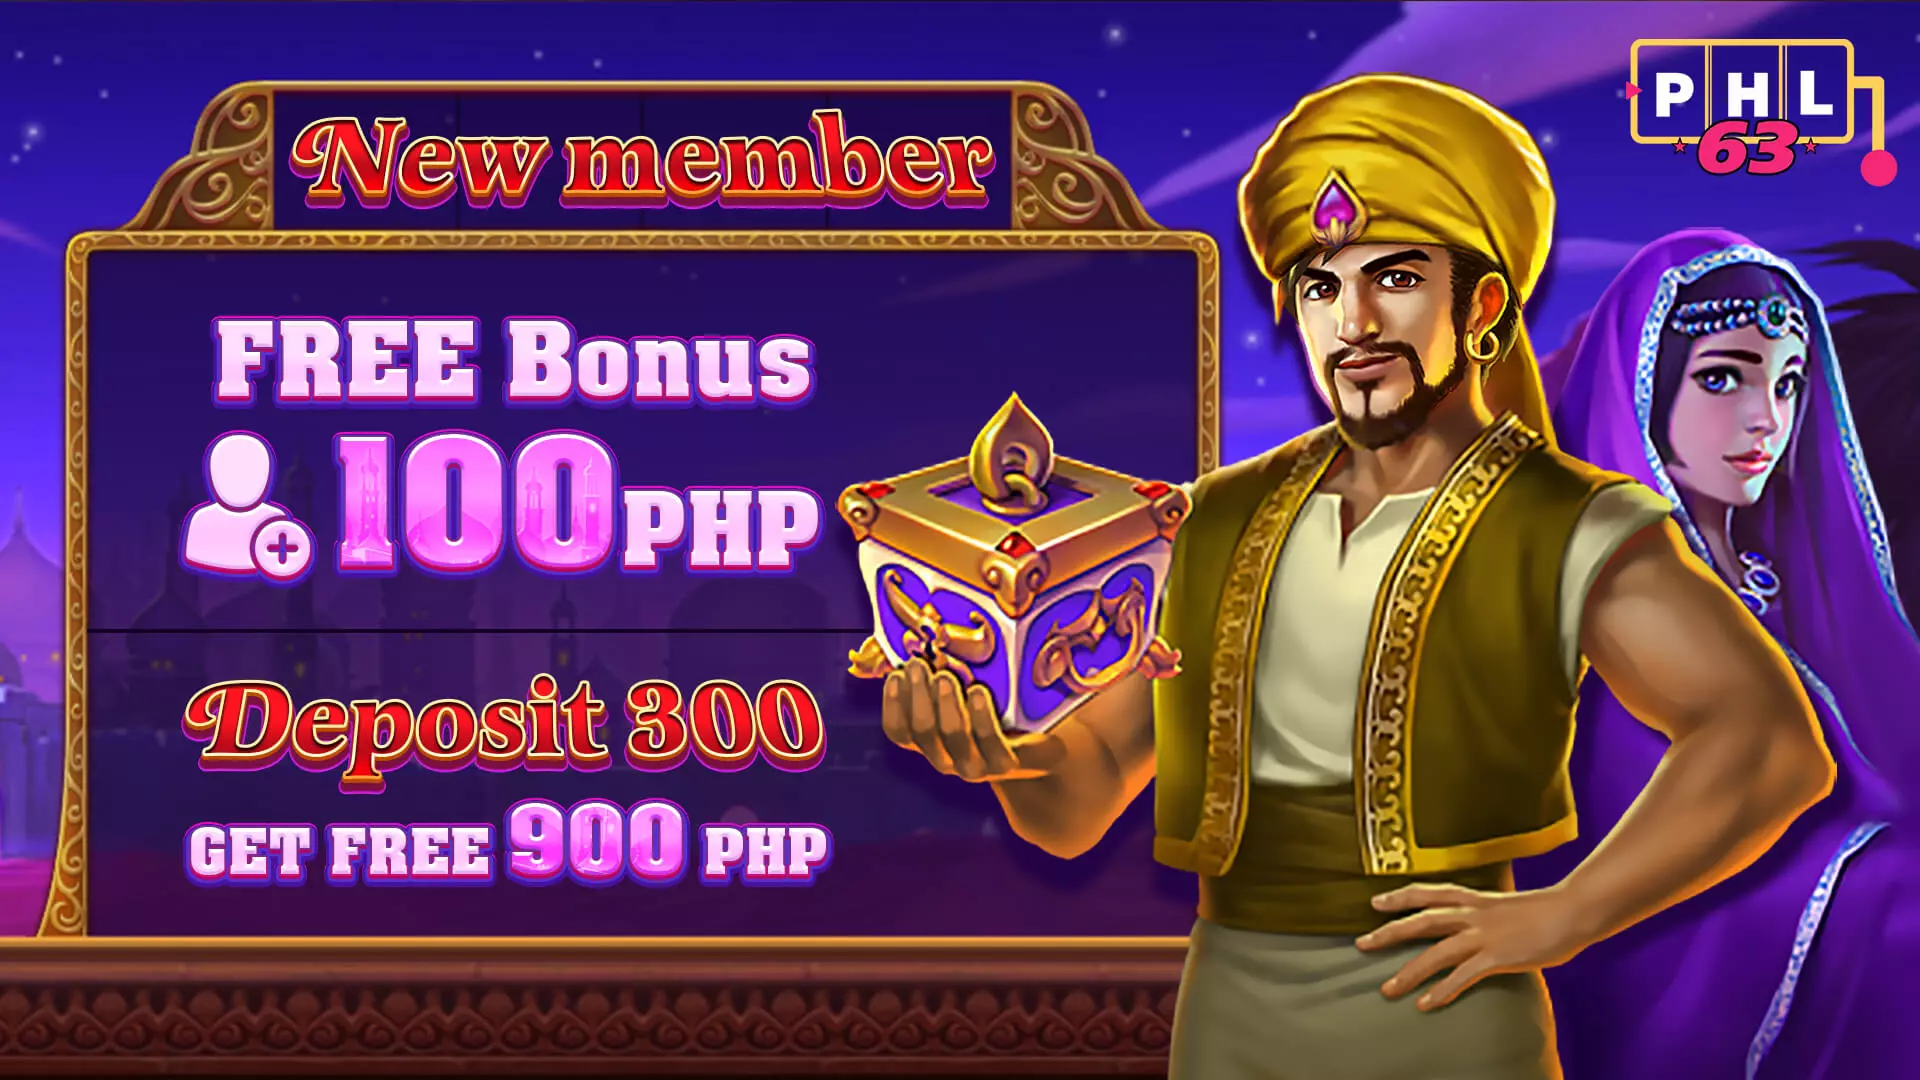 PHL
63
New member
FREE Bonus
100PHP
Deposit 300
GET FREE 900 PHP